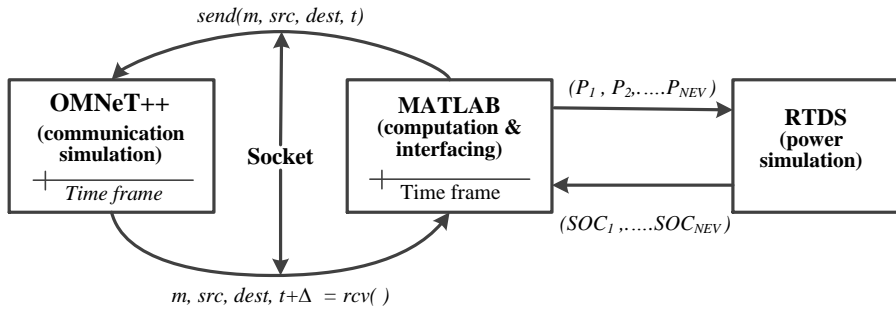 send(m, src, dest, t)
OMNeT++
(communication
simulation)
Time frame
Socket
MATLAB
(computation &
interfacing)
Time frame
(P1 , P2,.....PNEV)
RTDS
(power
simulation)
(SOC1 ,.....SOCNEV)
m, src, dest, t+Δ = rcv( )